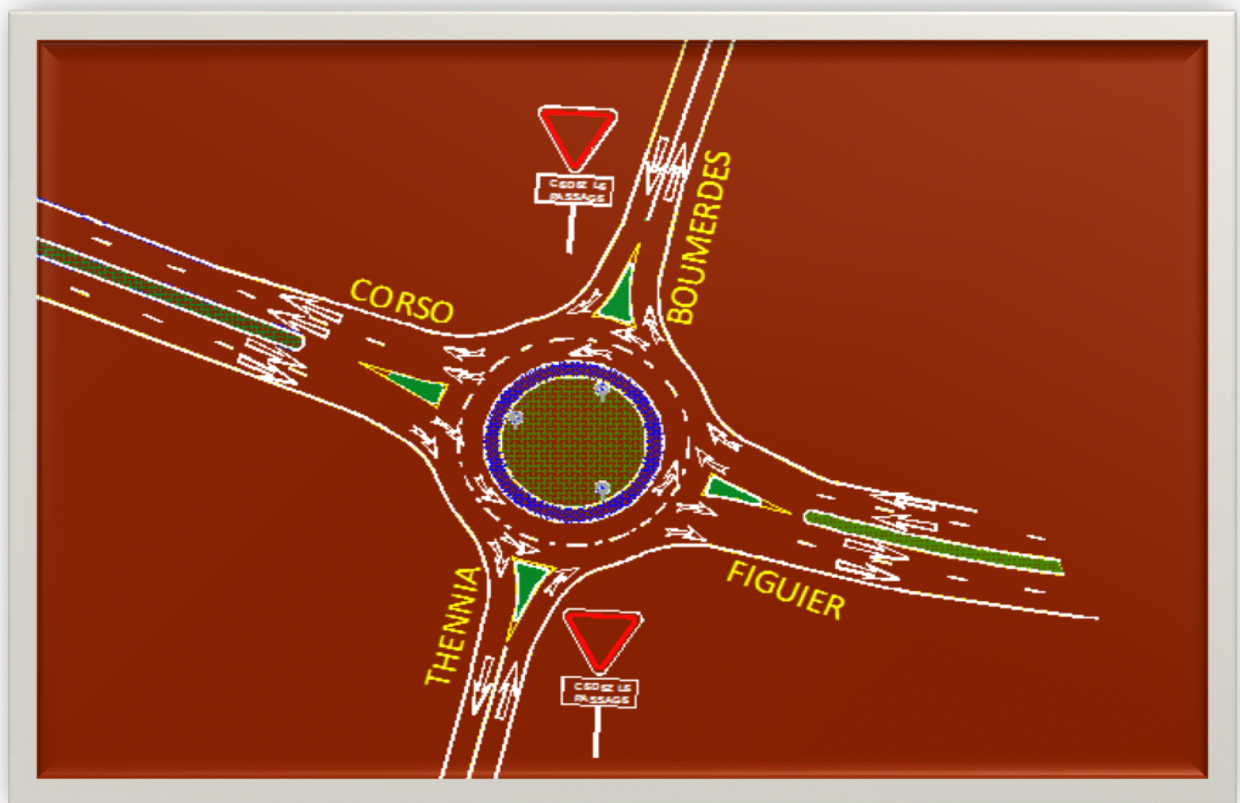 CEDEZ LE
PASSAGE
BOUMERDES
CORSO
FIGUIER
THENNIA
CEDEZ LE
PASSAGE